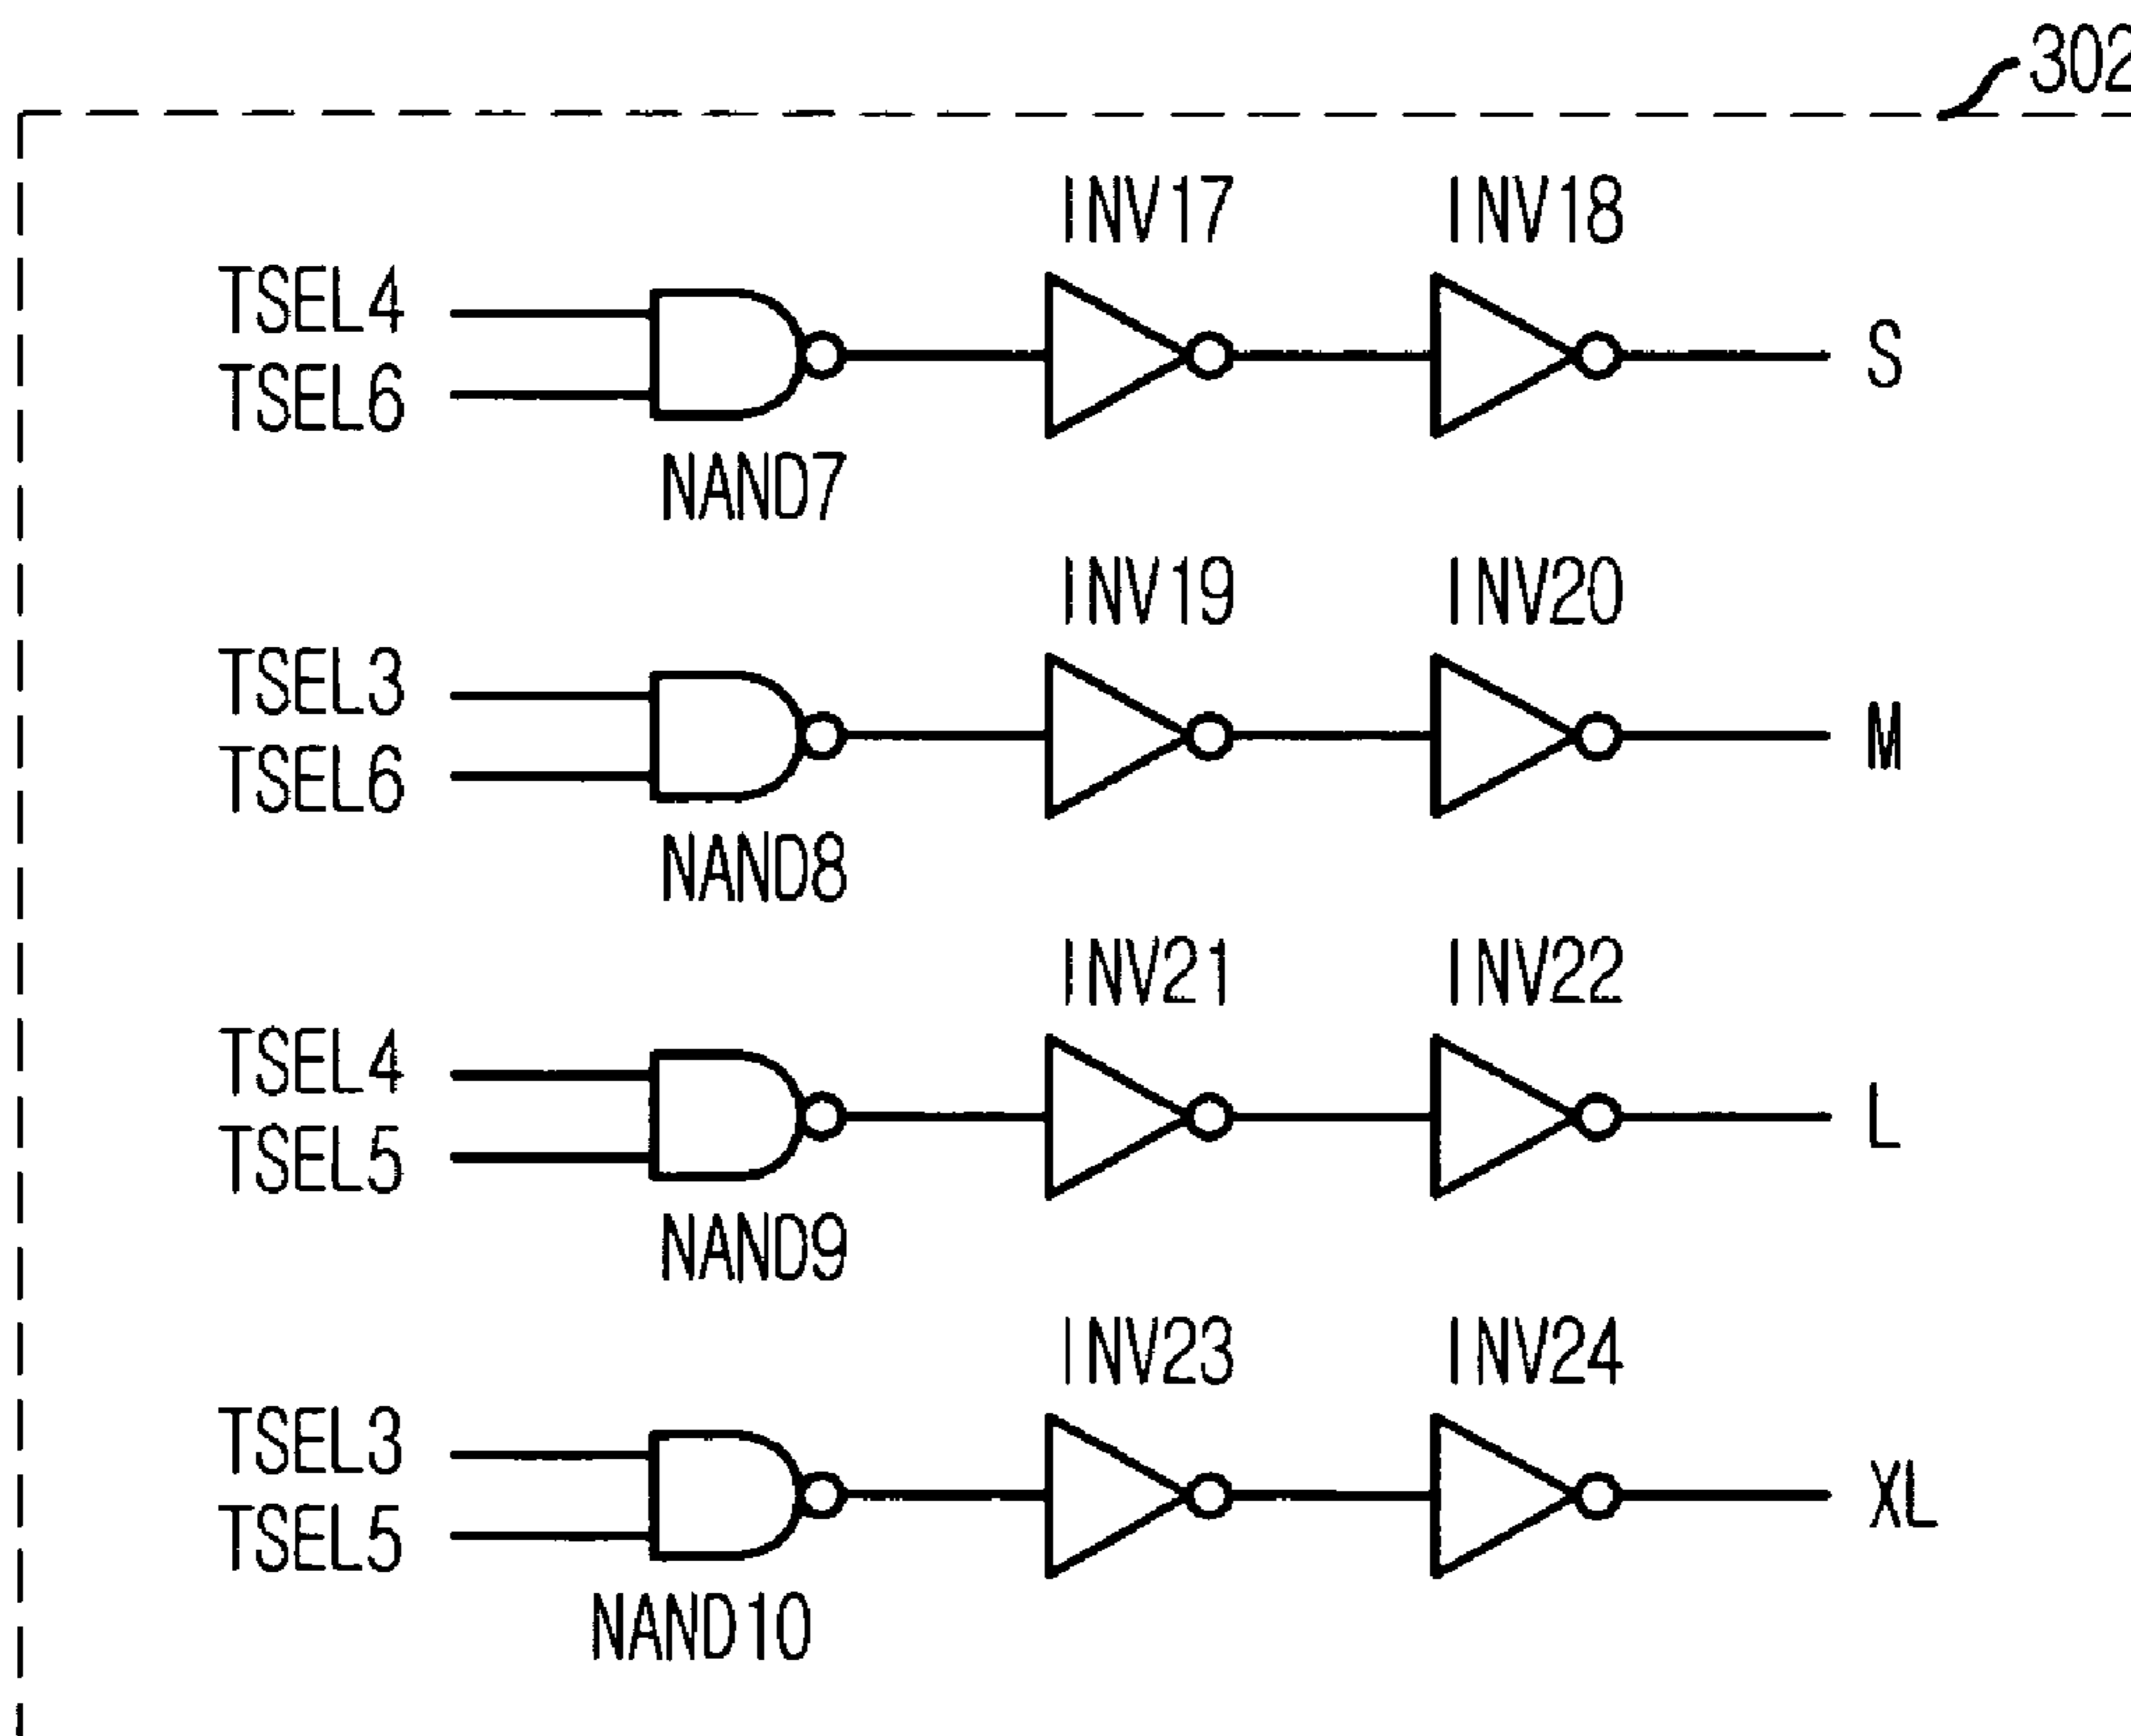 302
INV17 INV18
TSEL4
TSEL6
S
NAND7
INV19 INV20
TSEL3
TSEL6
M
NAND8
INV21 INV22
TSEL4
TSEL5
L
NAND9
INV23 INV24
TSEL3
TSEL5
XL
NAND10